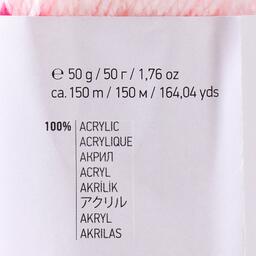 ℮ 50 g / 50 г / 1,76 oz
ca. 150 m / 150 м / 164,04 yds
100% ACRYLIC
ACRYLIQUE
АКРИЛ
ACRYL
AKRİLİK
アクリル
AKRYL
AKRILAS